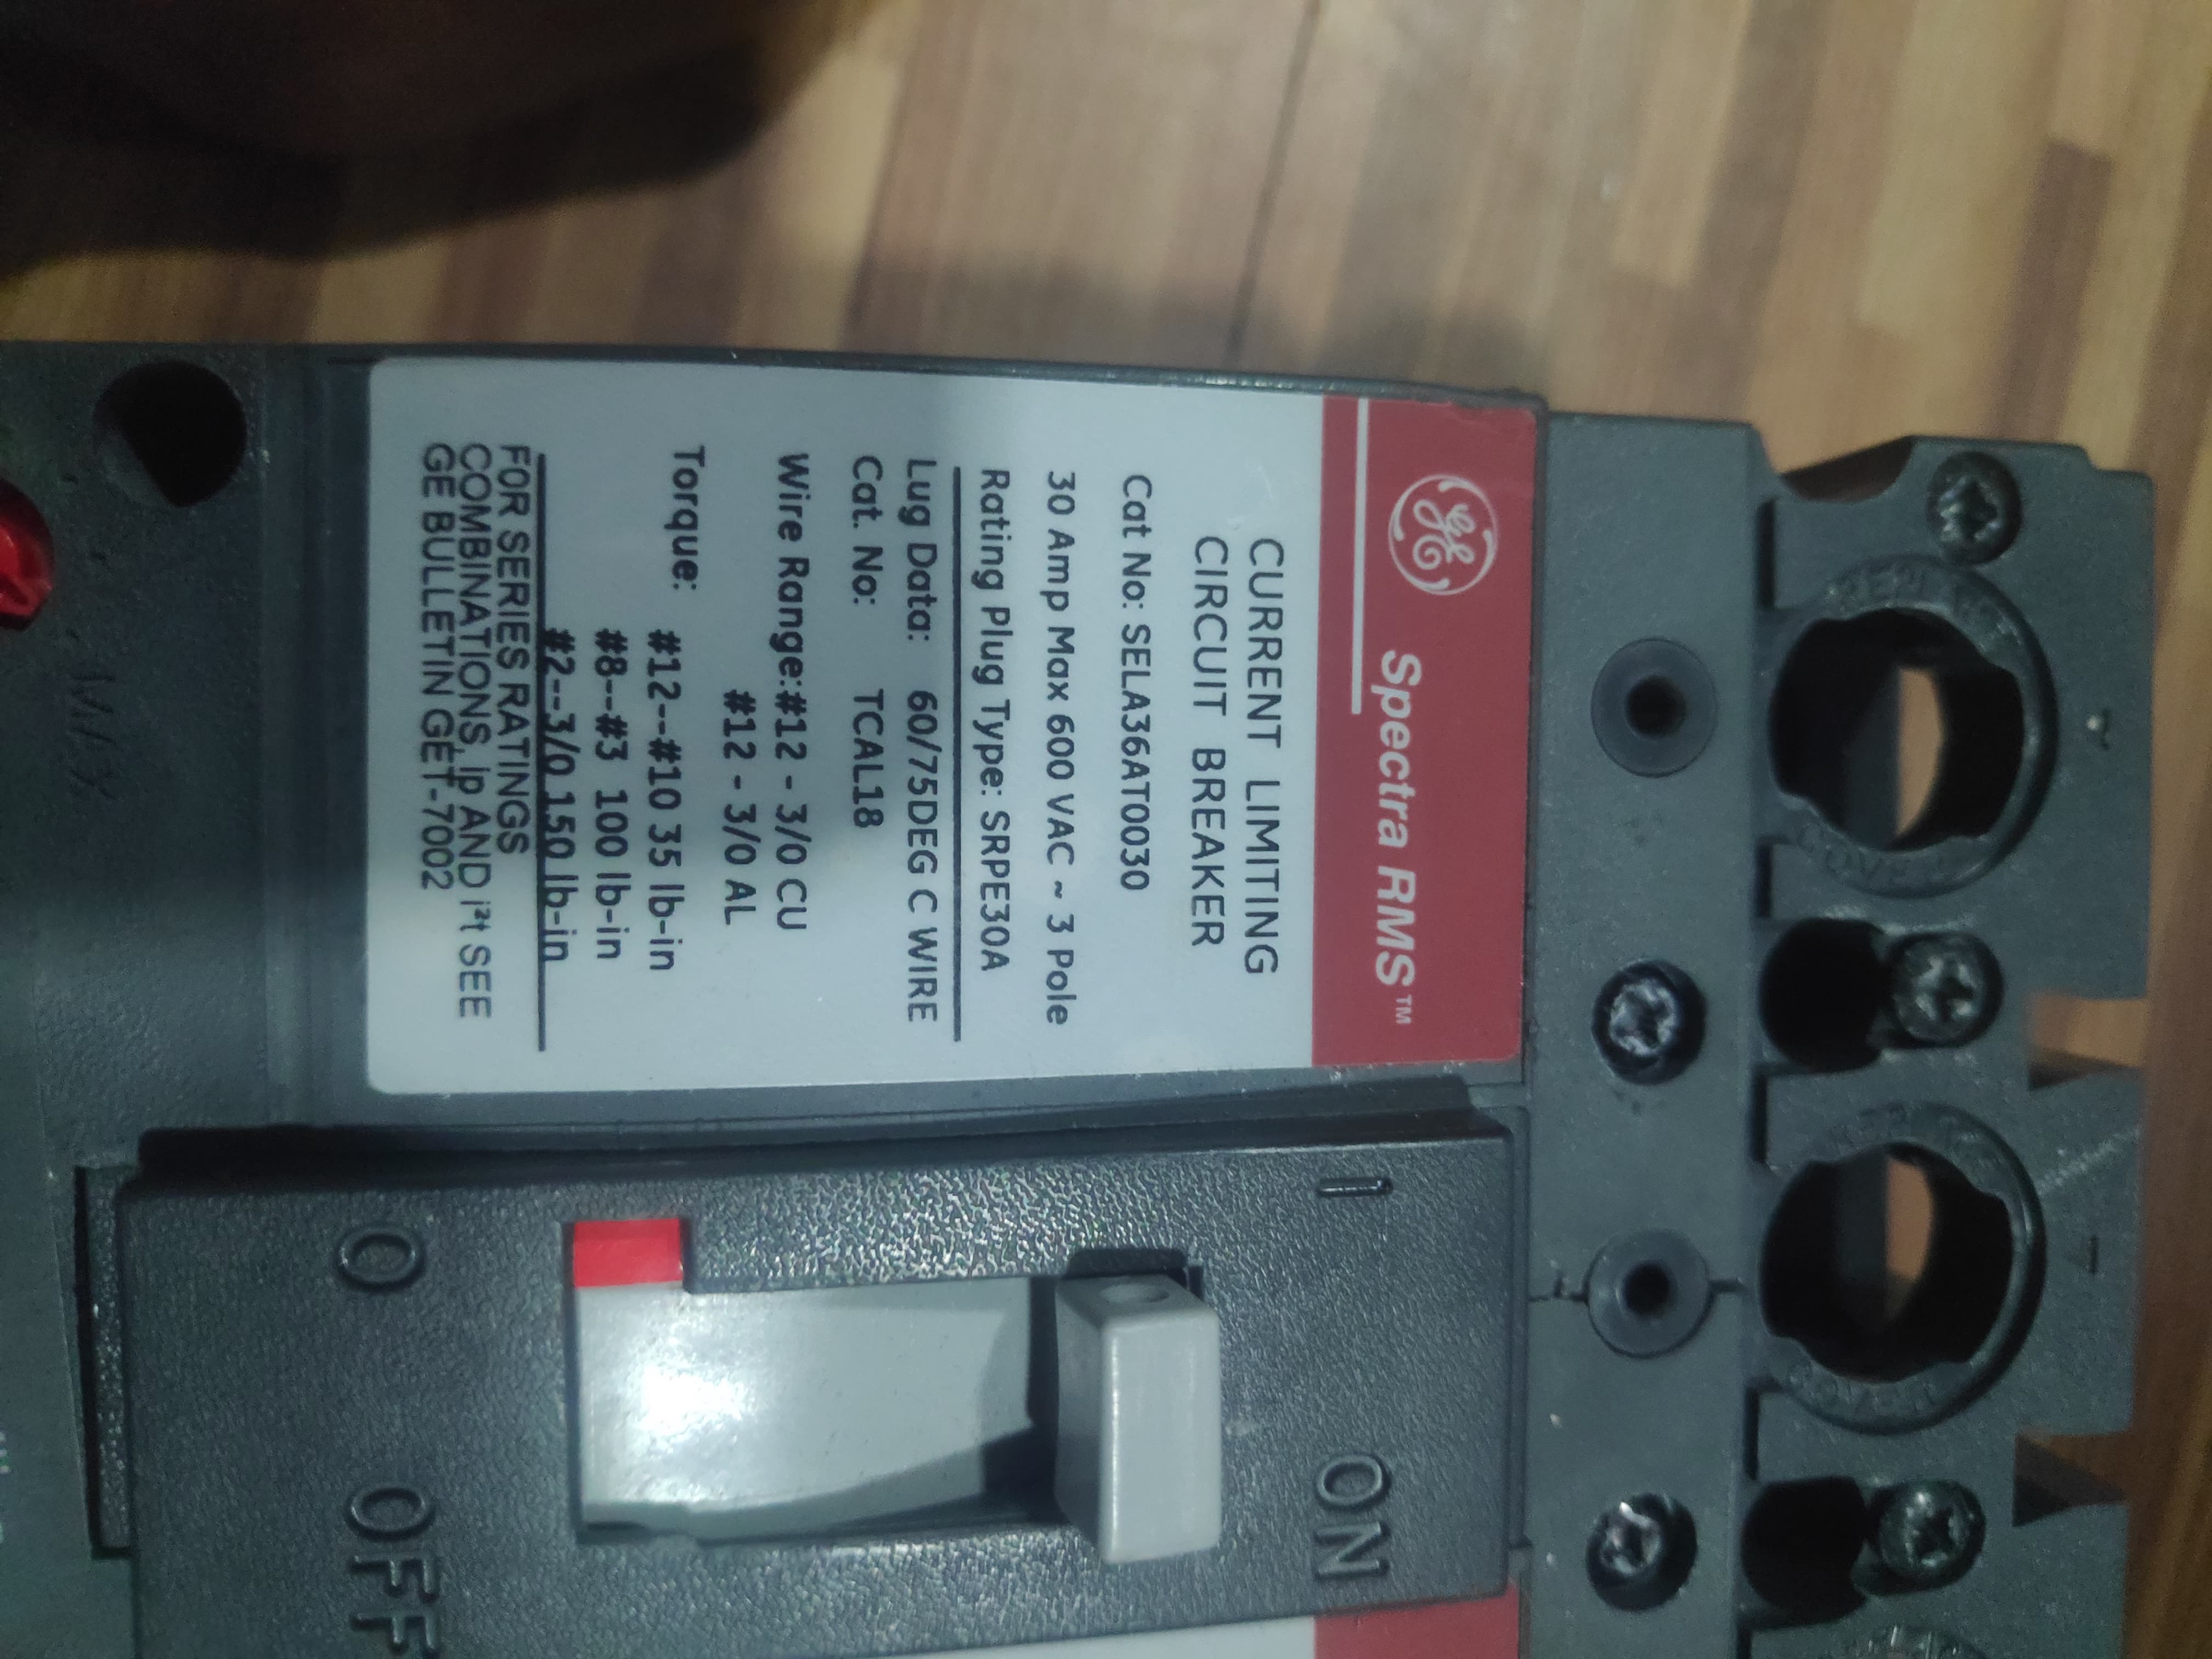 GE Spectra RMS™
CURRENT LIMITING
CIRCUIT BREAKER
Cat No: SELA36AT0030
30 Amp Max 600 VAC ~ 3 Pole
Rating Plug Type: SRPE30A
Lug Data: 60/75DEG C WIRE
Cat. No: TCAL18
Wire Range:#12 - 3/0 CU
#12 - 3/0 AL
Torque: #12--#10 35 lb-in
#8--#3 100 lb-in
#2--3/0 150 lb-in
FOR SERIES RATINGS
COMBINATIONS, Ip AND I²t SEE
GE BULLETIN GET-7002
I ON
O OFF